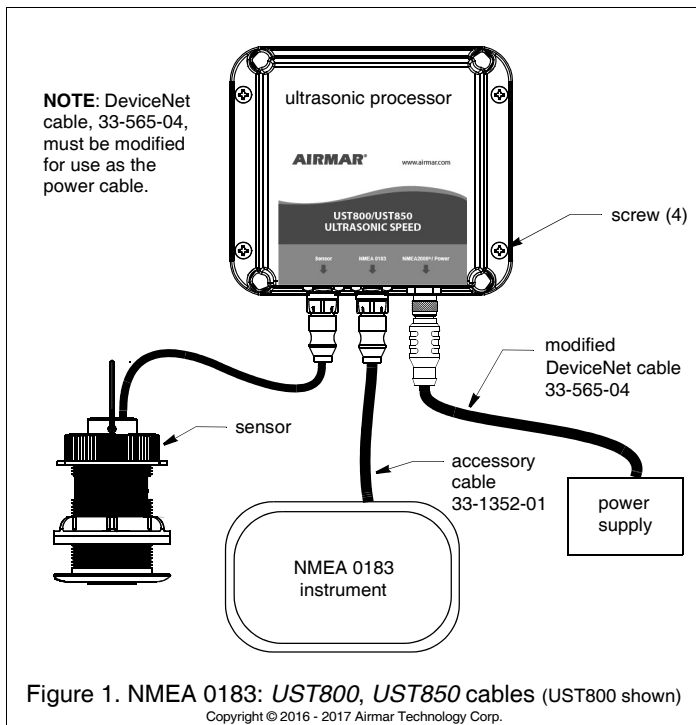 NOTE: DeviceNet
cable, 33-565-04,
must be modified
for use as the
power cable.
ultrasonic processor
AIRMAR®
www.airmar.com
UST800/UST850
ULTRASONIC SPEED
Sensor
NMEA 0183
NMEA2000® / Power
screw (4)
modified
DeviceNet cable
33-565-04
sensor
accessory
cable
33-1352-01
power
supply
NMEA 0183
instrument
Figure 1. NMEA 0183: UST800, UST850 cables (UST800 shown)
Copyright © 2016 - 2017 Airmar Technology Corp.